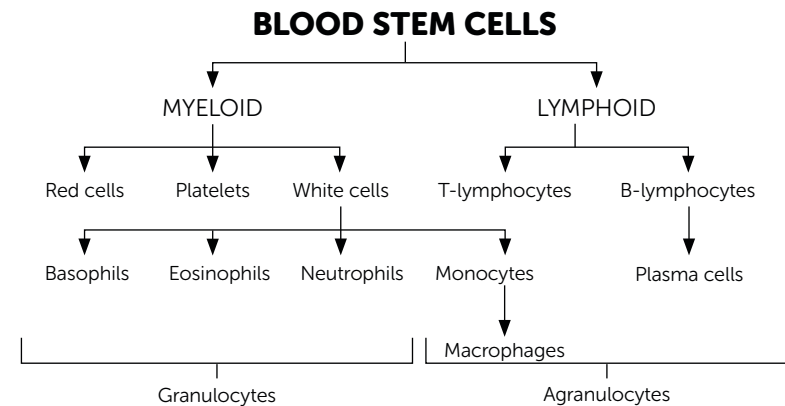 BLOOD STEM CELLS
MYELOID LYMPHOID
Red cells Platelets White cells T-lymphocytes B-lymphocytes
Basophils Eosinophils Neutrophils Monocytes Plasma cells
Macrophages
Granulocytes Agranulocytes